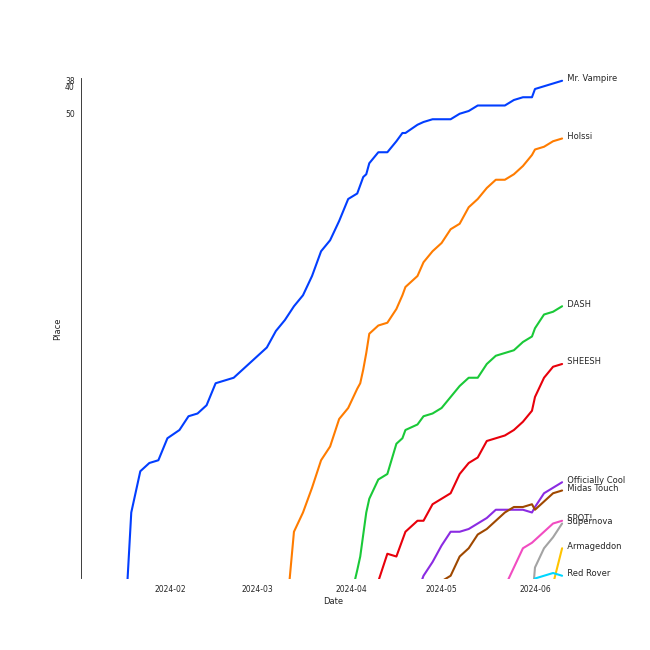 38
40
50
Place
Mr. Vampire
Holssi
DASH
SHEESH
Officially Cool
Midas Touch
SPOT!
Supernova
Armageddon
Red Rover
2024-02 2024-03 2024-04 2024-05 2024-06
Date